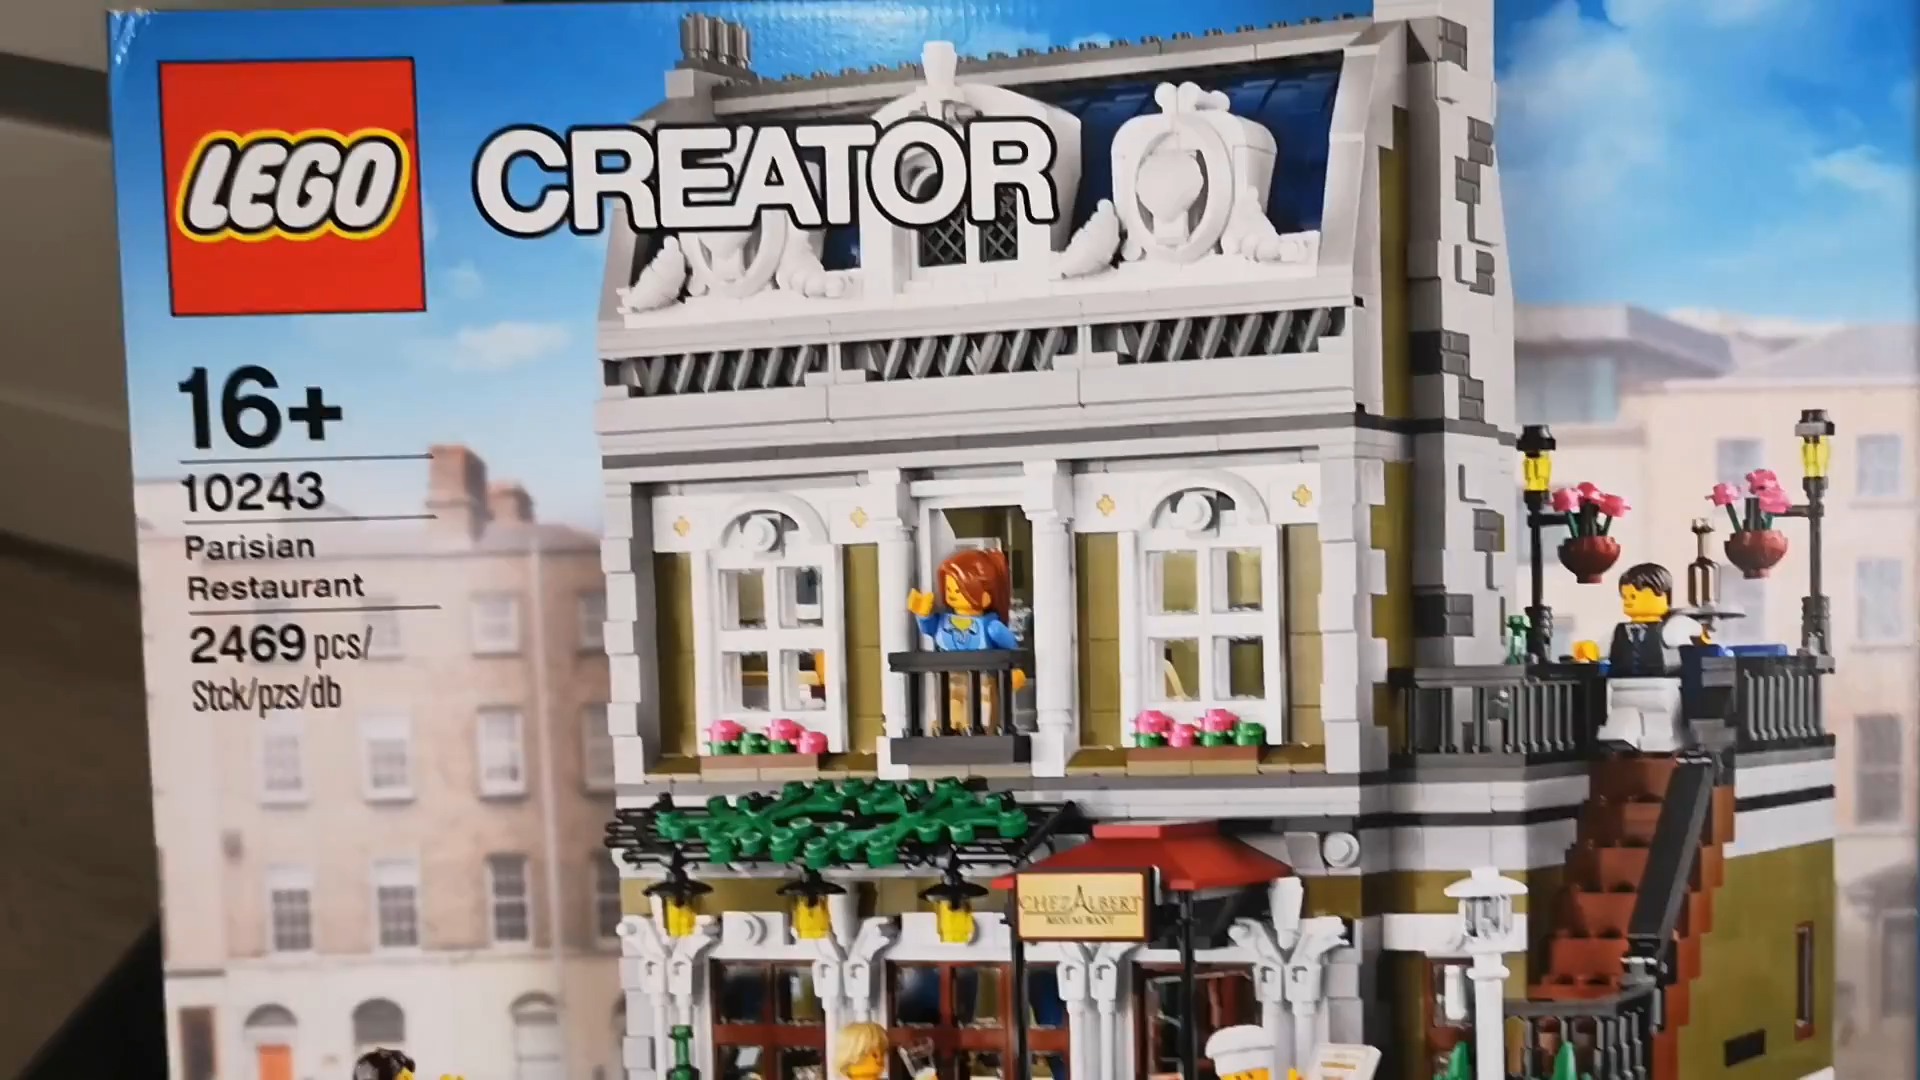 LEGO
CREATOR
16+
10243
Parisian
Restaurant
2469 pcs/
Stck/pzs/db
CHEZ ALBERT
RESTAURANT